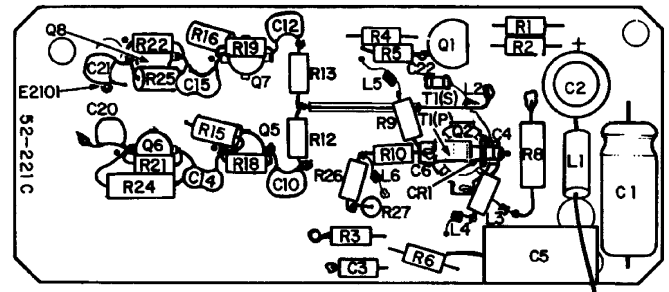 Q8
R22
R16
R19
C12
R4
R5
Q1
R1
R2
+
C21
R25
C15
Q7
R13
L5
C22
T1(S)
L2
C2
E2101
C20
R9
T1(P)
Q2
C4
52-221C
Q6
R15
Q5
R12
R10
C6
R8
L1
C1
R21
R18
R26
L6
CR1
R24
C14
C10
R27
L4
L3
R3
R6
C5
C3